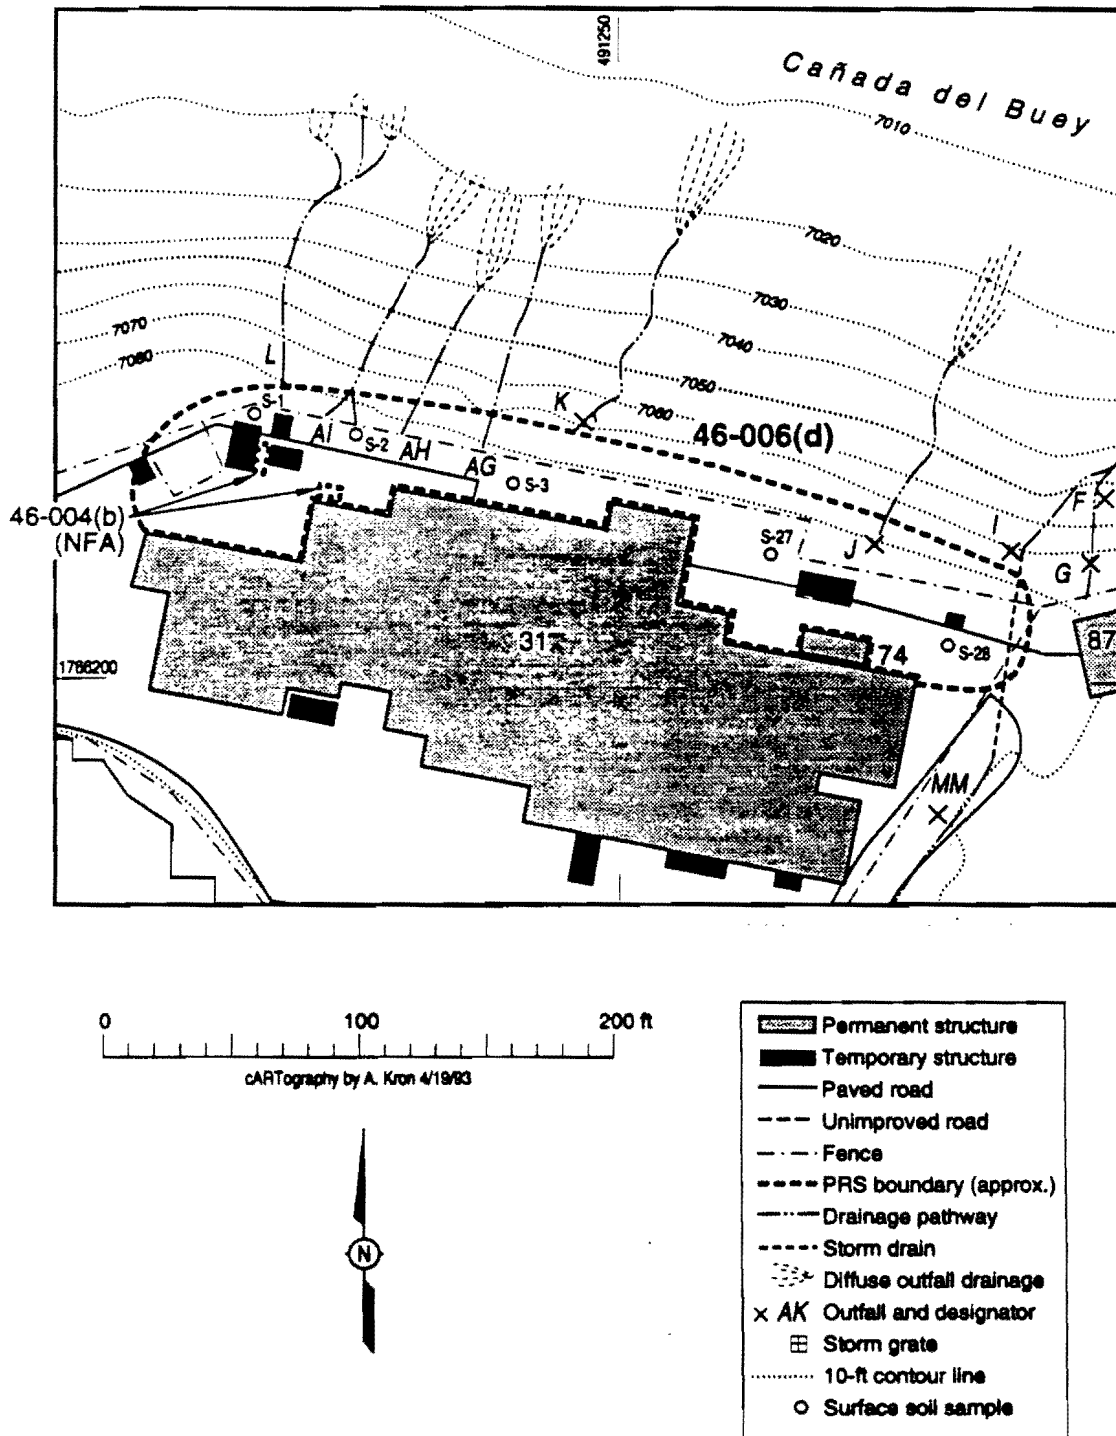 491250
Cañada del Buey
7010
7020
7030
7040
7050
7060
7070
7080
L
S-1
AI
S-2
AH
AG
S-3
K
46-006(d)
S-27
J
I
F
G
46-004(b)
(NFA)
31
74
S-28
87
1766200
MM
0 100 200 ft
cARTography by A. Kron 4/19/93
N
Permanent structure
Temporary structure
Paved road
Unimproved road
Fence
PRS boundary (approx.)
Drainage pathway
Storm drain
Diffuse outfall drainage
× AK Outfall and designator
Storm grate
10-ft contour line
Surface soil sample